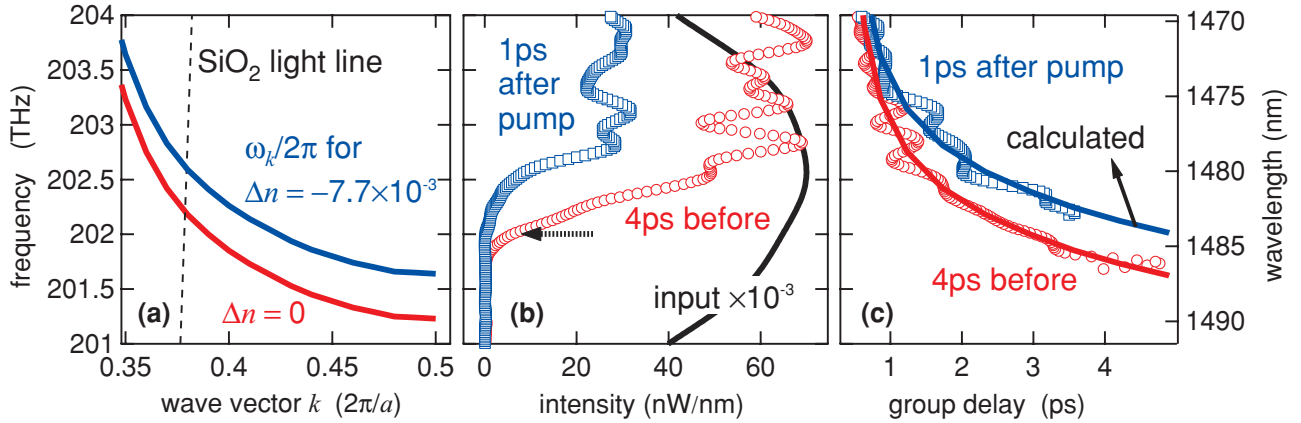 204
203.5
203
202.5
202
201.5
201
frequency (THz)
SiO2 light line
ωk/2π for
Δn = −7.7×10-3
(a)
Δn = 0
0.35
0.40
0.45
0.5
wave vector k (2π/a)
1ps
after
pump
4ps before
input ×10-3
(b)
0
20
40
60
intensity (nW/nm)
1ps after pump
calculated
4ps before
(c)
1
2
3
4
group delay (ps)
1470
1475
1480
1485
1490
wavelength (nm)